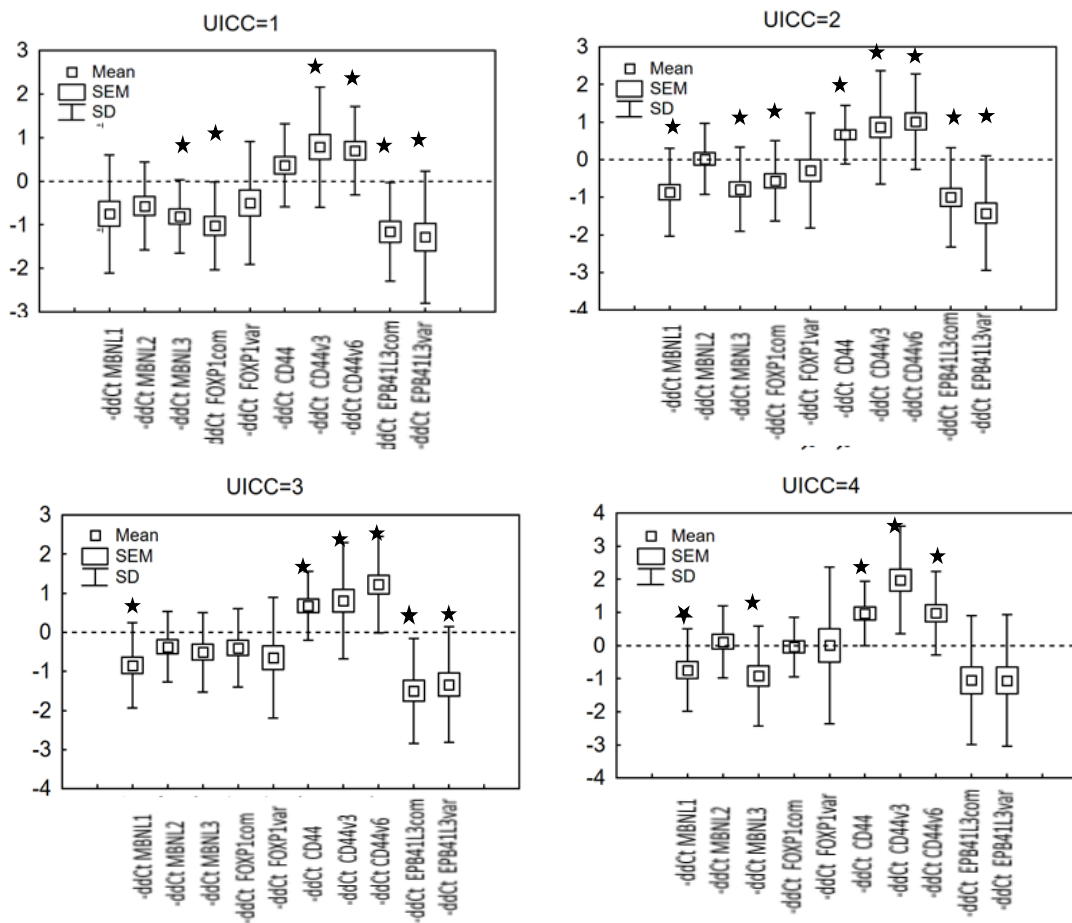 UICC=1
3
2
1
0
-1
-2
-3
Mean
SEM
SD
-ddCt MBNL1
-ddCt MBNL2
-ddCt MBNL3
ddCt FOXP1com
-ddCt FOXP1var
-ddCt CD44
-ddCt CD44v3
-ddCt CD44v6
ddCt EPB41L3com
-ddCt EPB41L3var
UICC=2
3
2
1
0
-1
-2
-3
-4
Mean
SEM
SD
-ddCt MBNL1
-ddCt MBNL2
-ddCt MBNL3
-ddCt FOXP1com
-ddCt FOXP1var
-ddCt CD44
-ddCt CD44v3
-ddCt CD44v6
-ddCt EPB41L3com
-ddCt EPB41L3var
UICC=3
3
2
1
0
-1
-2
-3
-4
Mean
SEM
SD
-ddCt MBNL1
-ddCt MBNL2
-ddCt MBNL3
-ddCt FOXP1com
-ddCt FOXP1var
-ddCt CD44
-ddCt CD44v3
-ddCt CD44v6
-ddCt EPB41L3com
-ddCt EPB41L3var
UICC=4
4
3
2
1
0
-1
-2
-3
-4
Mean
SEM
SD
-ddCt MBNL1
-ddCt MBNL2
-ddCt MBNL3
-ddCt FOXP1com
-ddCt FOXP1var
-ddCt CD44
-ddCt CD44v3
-ddCt CD44v6
-ddCt EPB41L3com
-ddCt EPB41L3var